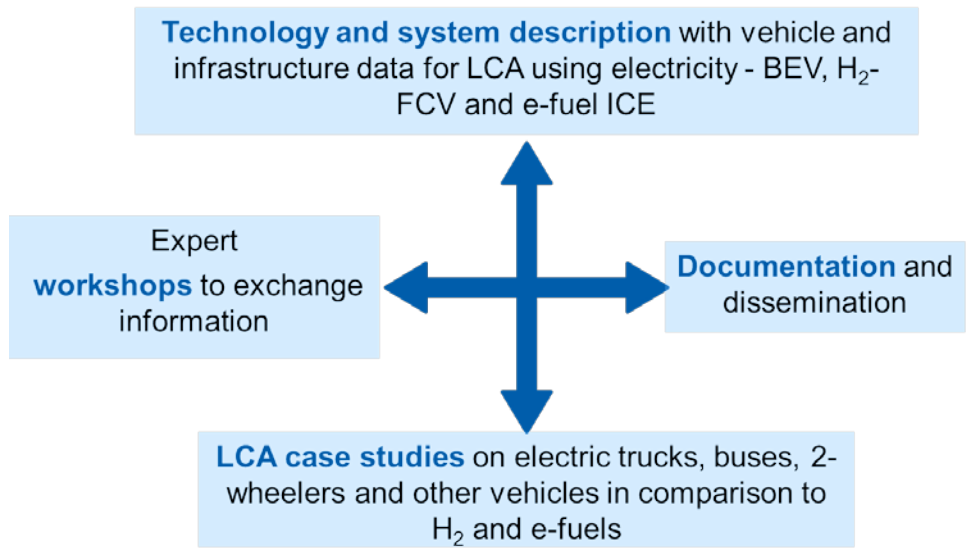 Technology and system description with vehicle and
infrastructure data for LCA using electricity - BEV, H₂-
FCV and e-fuel ICE
Expert
workshops to exchange
information
Documentation and
dissemination
LCA case studies on electric trucks, buses, 2-
wheelers and other vehicles in comparison to
H₂ and e-fuels